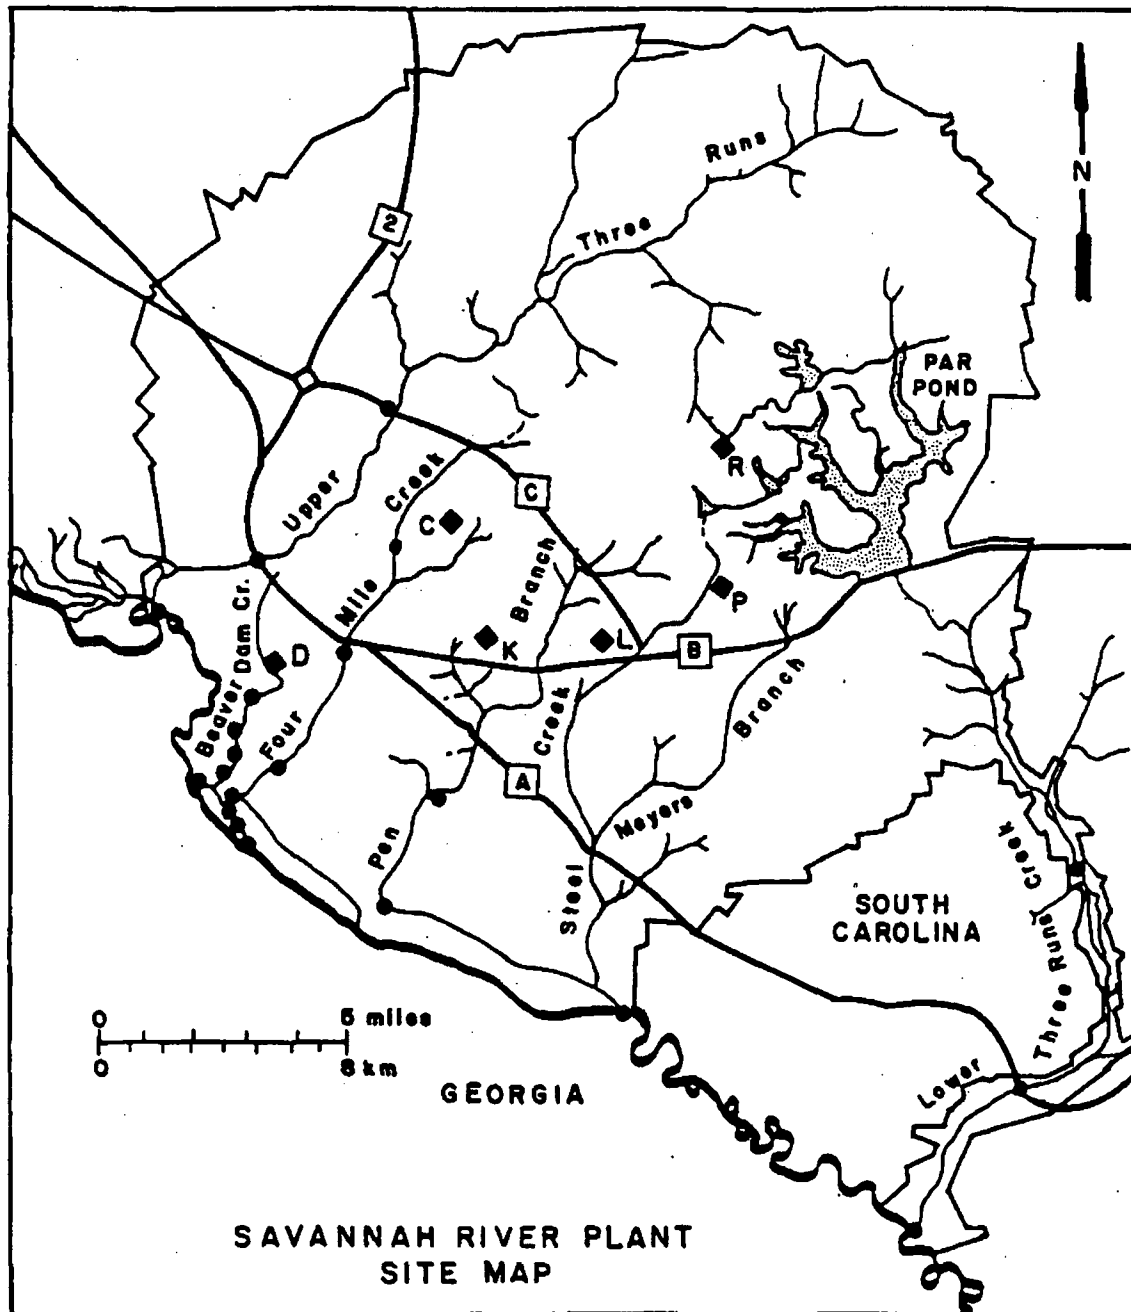 Runs
Three
N
2
PAR
POND
R
C
C
Upper
Creek
Mile
Branch
P
Beaver Dam Cr.
D
K
L
B
Four
Creek
Branch
A
Pen
Meyers
Steel
SOUTH
CAROLINA
Lower
Three Runs
Creek
0 5 miles
0 8 km
GEORGIA
SAVANNAH RIVER PLANT
SITE MAP